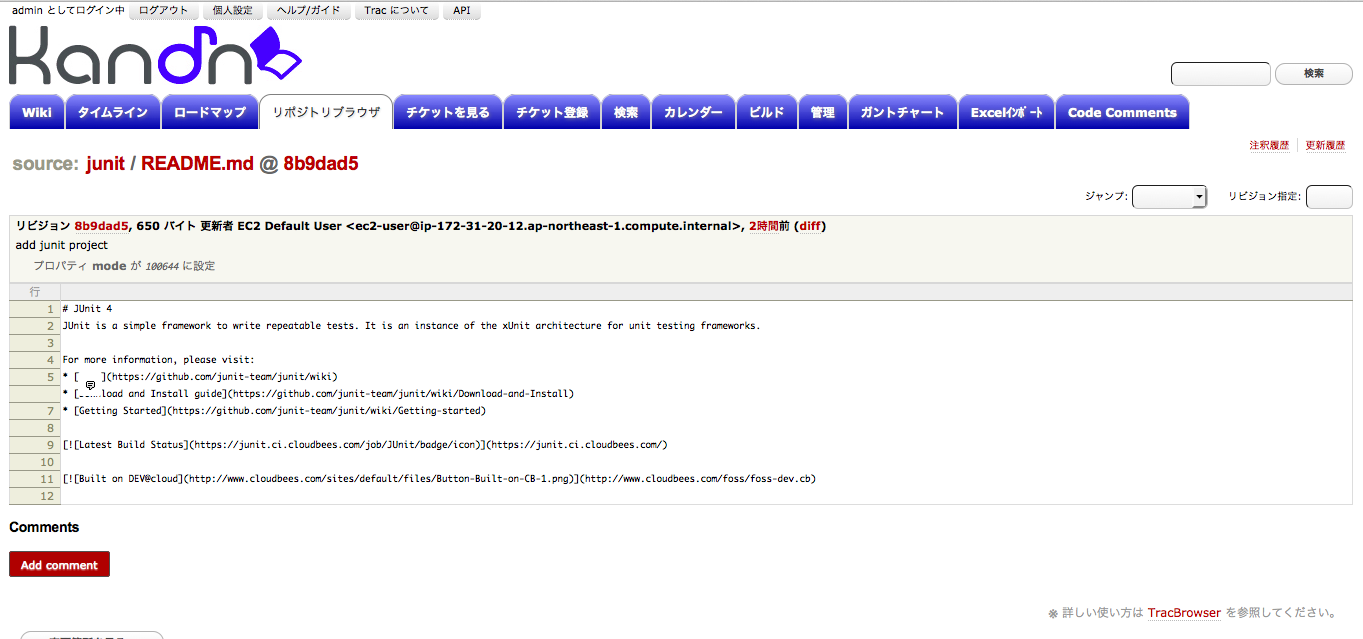 admin としてログイン中 ログアウト 個人設定 ヘルプ/ガイド Trac について API
Kanon
検索
Wiki タイムライン ロードマップ リポジトリブラウザ チケットを見る チケット登録 検索 カレンダー ビルド 管理 ガントチャート Excelｲﾝﾎﾟｰﾄ Code Comments
注釈履歴 更新履歴
source: junit / README.md @ 8b9dad5
ジャンプ: リビジョン指定:
リビジョン 8b9dad5, 650 バイト 更新者 EC2 Default User <ec2-user@ip-172-31-20-12.ap-northeast-1.compute.internal>, 2時間前 (diff)
add junit project
プロパティ mode が 100644 に設定
行
1 # JUnit 4
2 JUnit is a simple framework to write repeatable tests. It is an instance of the xUnit architecture for unit testing frameworks.
3
4 For more information, please visit:
5 * [ ](https://github.com/junit-team/junit/wiki)
* [ load and Install guide](https://github.com/junit-team/junit/wiki/Download-and-Install)
7 * [Getting Started](https://github.com/junit-team/junit/wiki/Getting-started)
8
9 [![Latest Build Status](https://junit.ci.cloudbees.com/job/JUnit/badge/icon)](https://junit.ci.cloudbees.com/)
10
11 [![Built on DEV@cloud](http://www.cloudbees.com/sites/default/files/Button-Built-on-CB-1.png)](http://www.cloudbees.com/foss/foss-dev.cb)
12
Comments
Add comment
※ 詳しい使い方は TracBrowser を参照してください。